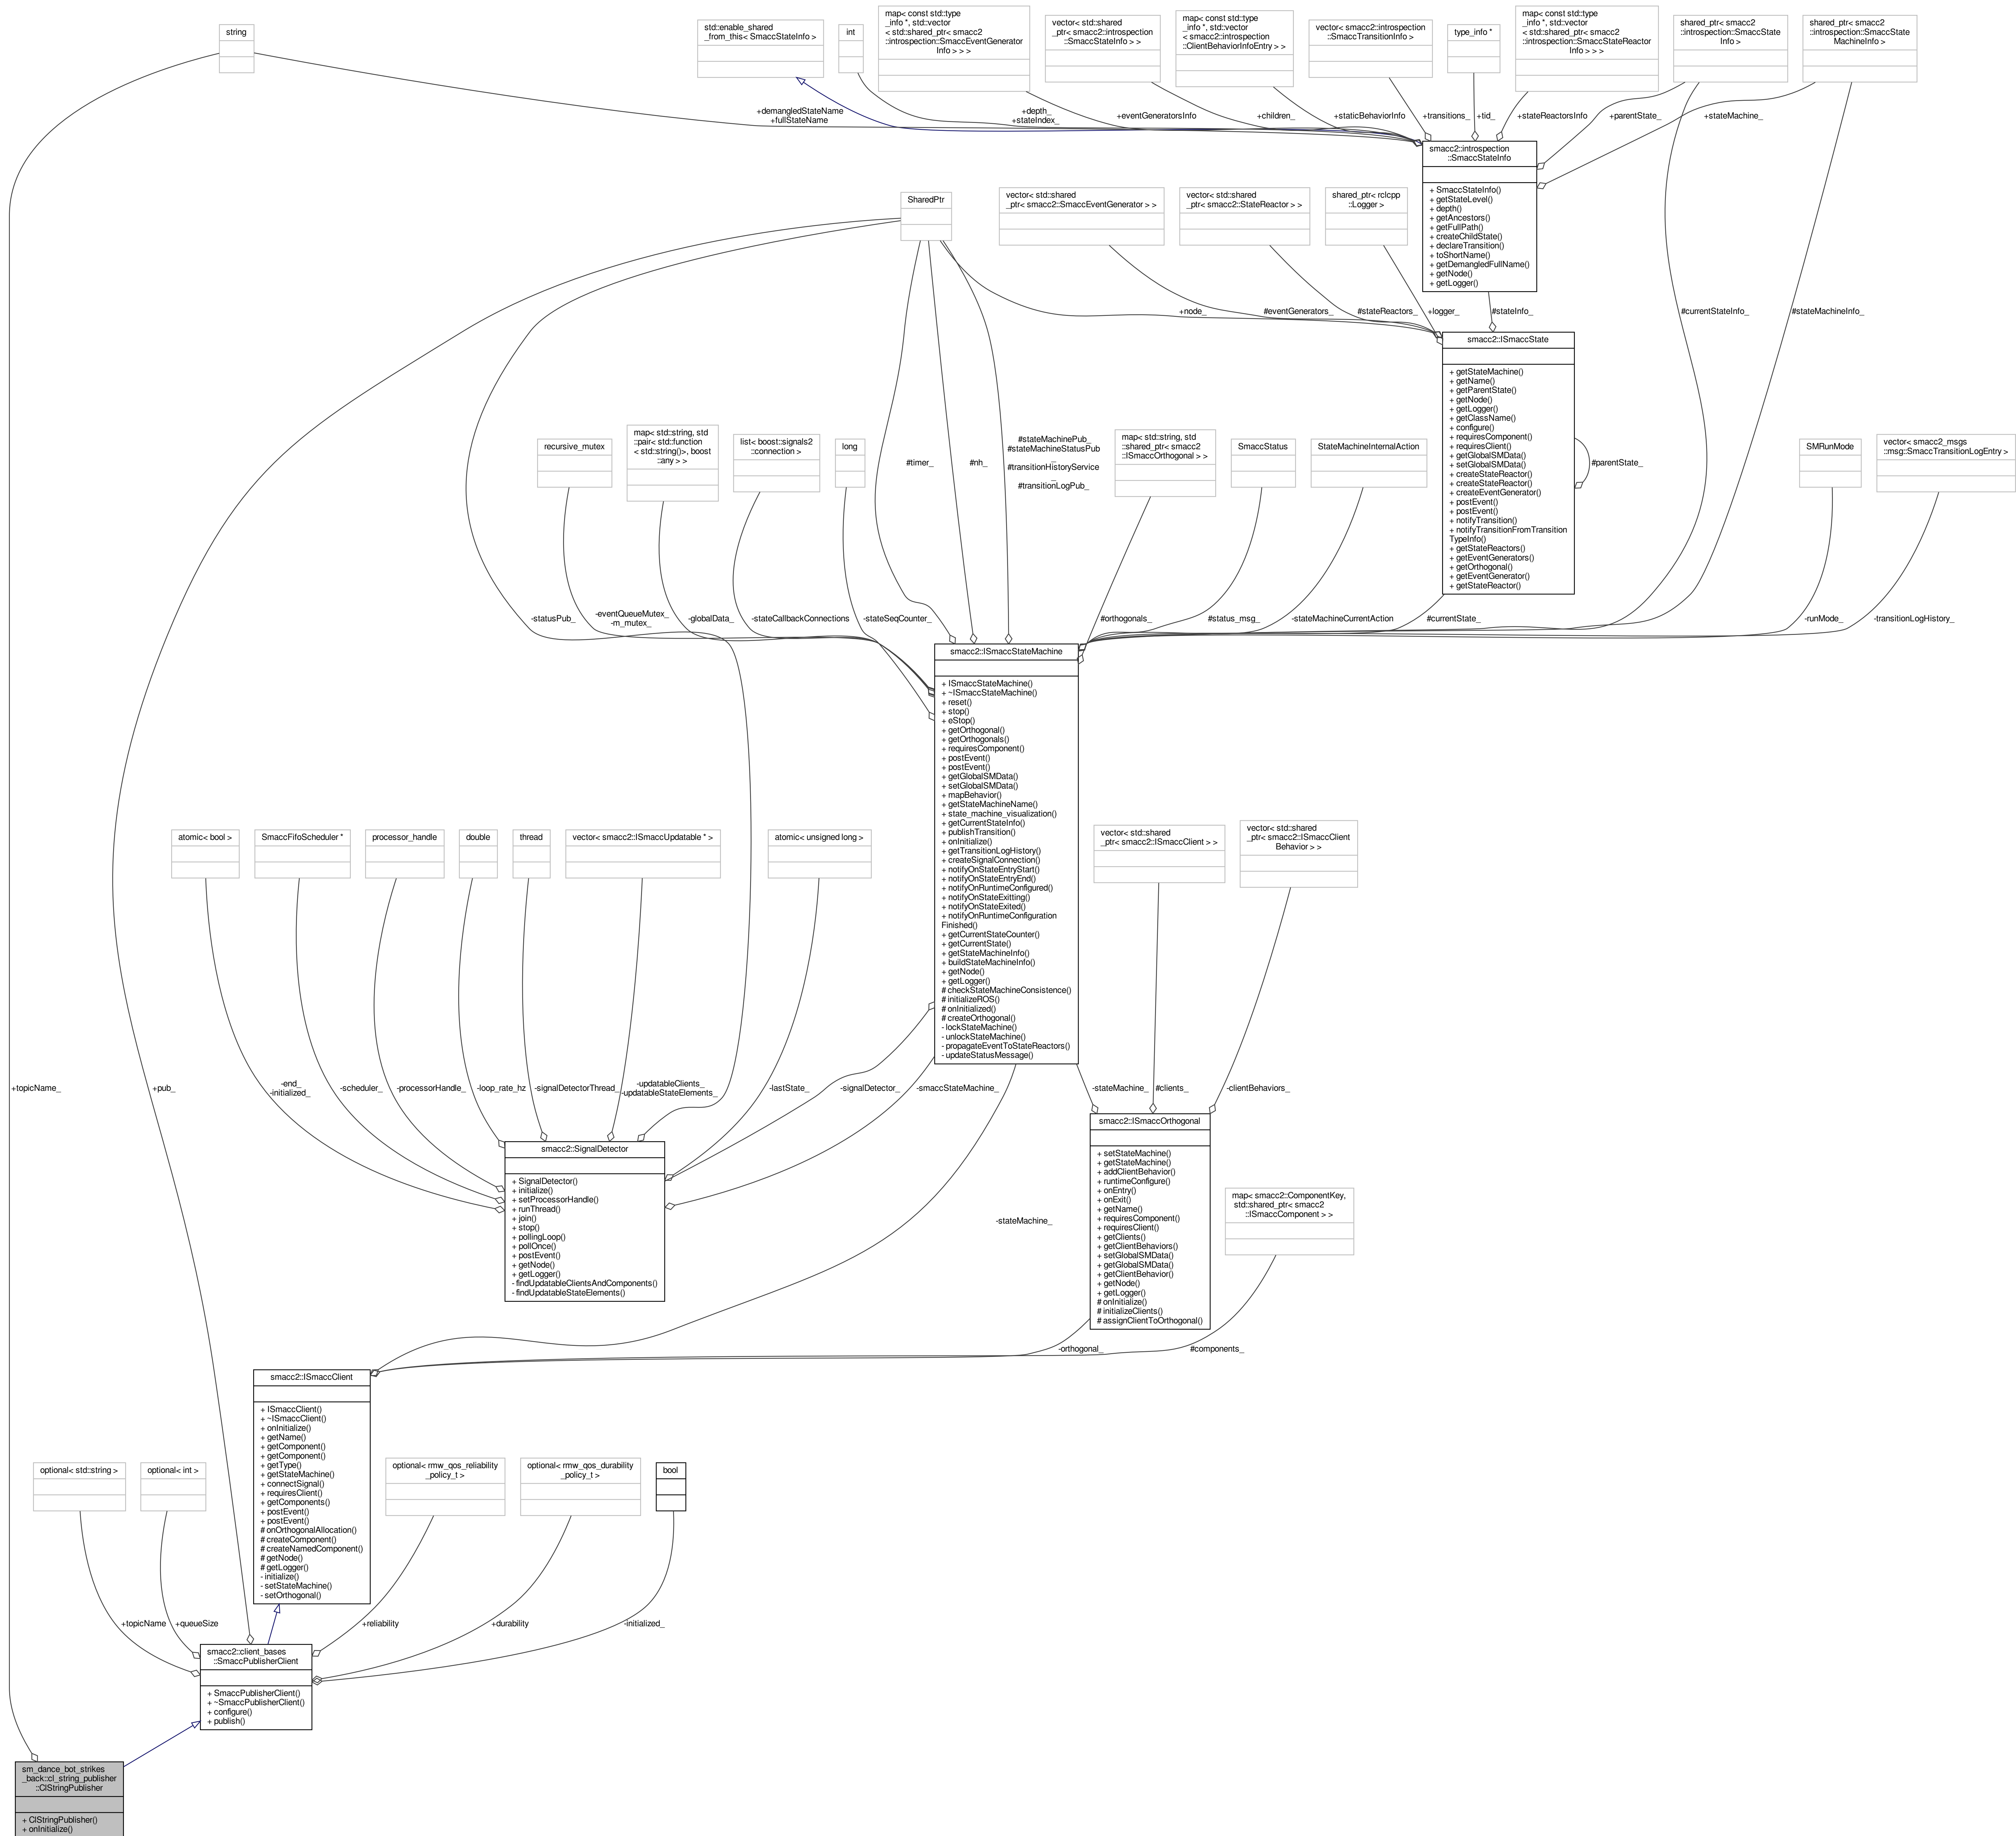 string
std::enable_shared
_from_this< SmaccStateInfo >
int
map< const std::type
_info *, std::vector
< std::shared_ptr< smacc2
::introspection::SmaccEventGenerator
Info > > >
vector< std::shared
_ptr< smacc2::introspection
::SmaccStateInfo > >
map< const std::type
_info *, std::vector
< smacc2::introspection
::ClientBehaviorInfoEntry > >
vector< smacc2::introspection
::SmaccTransitionInfo >
type_info *
map< const std::type
_info *, std::vector
< std::shared_ptr< smacc2
::introspection::SmaccStateReactor
Info > > >
shared_ptr< smacc2
::introspection::SmaccState
Info >
shared_ptr< smacc2
::introspection::SmaccState
MachineInfo >
+demangledStateName
+fullStateName
+depth_
+stateIndex_
+eventGeneratorsInfo
+children_
+staticBehaviorInfo
+transitions_
+tid_
+stateReactorsInfo
+parentState_
+stateMachine_
smacc2::introspection
::SmaccStateInfo
+ SmaccStateInfo()
+ getStateLevel()
+ depth()
+ getAncestors()
+ getFullPath()
+ createChildState()
+ declareTransition()
+ toShortName()
+ getDemangledFullName()
+ getNode()
+ getLogger()
SharedPtr
vector< std::shared
_ptr< smacc2::SmaccEventGenerator > >
vector< std::shared
_ptr< smacc2::StateReactor > >
shared_ptr< rclcpp
::Logger >
+node_
#eventGenerators_
#stateReactors_
+logger_
#stateInfo_
#currentStateInfo_
#stateMachineInfo_
smacc2::ISmaccState
+ getStateMachine()
+ getName()
+ getParentState()
+ getNode()
+ getLogger()
+ getClassName()
+ configure()
+ requiresComponent()
+ requiresClient()
+ getGlobalSMData()
+ setGlobalSMData()
+ createStateReactor()
+ createStateReactor()
+ createEventGenerator()
+ postEvent()
+ postEvent()
+ notifyTransition()
+ notifyTransitionFromTransition
TypeInfo()
+ getStateReactors()
+ getEventGenerators()
+ getOrthogonal()
+ getEventGenerator()
+ getStateReactor()
#parentState_
recursive_mutex
map< std::string, std
::pair< std::function
< std::string()>, boost
::any > >
list< boost::signals2
::connection >
long
#timer_
#nh_
#stateMachinePub_
#stateMachineStatusPub
_
#transitionHistoryService
_
#transitionLogPub_
map< std::string, std
::shared_ptr< smacc2
::ISmaccOrthogonal > >
SmaccStatus
StateMachineInternalAction
SMRunMode
vector< smacc2_msgs
::msg::SmaccTransitionLogEntry >
-statusPub_
-eventQueueMutex_
-m_mutex_
-globalData_
-stateCallbackConnections
-stateSeqCounter_
#orthogonals_
#status_msg_
-stateMachineCurrentAction
#currentState_
-runMode_
-transitionLogHistory_
smacc2::ISmaccStateMachine
+ ISmaccStateMachine()
+ ~ISmaccStateMachine()
+ reset()
+ stop()
+ eStop()
+ getOrthogonal()
+ getOrthogonals()
+ requiresComponent()
+ postEvent()
+ postEvent()
+ getGlobalSMData()
+ setGlobalSMData()
+ mapBehavior()
+ getStateMachineName()
+ state_machine_visualization()
+ getCurrentStateInfo()
+ publishTransition()
+ onInitialize()
+ getTransitionLogHistory()
+ createSignalConnection()
+ notifyOnStateEntryStart()
+ notifyOnStateEntryEnd()
+ notifyOnRuntimeConfigured()
+ notifyOnStateExitting()
+ notifyOnStateExited()
+ notifyOnRuntimeConfiguration
Finished()
+ getCurrentStateCounter()
+ getCurrentState()
+ getStateMachineInfo()
+ buildStateMachineInfo()
+ getNode()
+ getLogger()
# checkStateMachineConsistence()
# initializeROS()
# onInitialized()
# createOrthogonal()
- lockStateMachine()
- unlockStateMachine()
- propagateEventToStateReactors()
- updateStatusMessage()
atomic< bool >
SmaccFifoScheduler *
processor_handle
double
thread
vector< smacc2::ISmaccUpdatable * >
atomic< unsigned long >
vector< std::shared
_ptr< smacc2::ISmaccClient > >
vector< std::shared
_ptr< smacc2::ISmaccClient
Behavior > >
+topicName_
+pub_
-end_
-initialized_
-scheduler_
-processorHandle_
-loop_rate_hz
-signalDetectorThread_
-updatableClients_
-updatableStateElements_
-lastState_
-signalDetector_
-smaccStateMachine_
-stateMachine_
#clients_
-clientBehaviors_
smacc2::SignalDetector
+ SignalDetector()
+ initialize()
+ setProcessorHandle()
+ runThread()
+ join()
+ stop()
+ pollingLoop()
+ pollOnce()
+ postEvent()
+ getNode()
+ getLogger()
- findUpdatableClientsAndComponents()
- findUpdatableStateElements()
smacc2::ISmaccOrthogonal
+ setStateMachine()
+ getStateMachine()
+ addClientBehavior()
+ runtimeConfigure()
+ onEntry()
+ onExit()
+ getName()
+ requiresComponent()
+ requiresClient()
+ getClients()
+ getClientBehaviors()
+ setGlobalSMData()
+ getGlobalSMData()
+ getClientBehavior()
+ getNode()
+ getLogger()
# onInitialize()
# initializeClients()
# assignClientToOrthogonal()
map< smacc2::ComponentKey,
std::shared_ptr< smacc2
::ISmaccComponent > >
-stateMachine_
-orthogonal_
#components_
smacc2::ISmaccClient
+ ISmaccClient()
+ ~ISmaccClient()
+ onInitialize()
+ getName()
+ getComponent()
+ getComponent()
+ getType()
+ getStateMachine()
+ connectSignal()
+ requiresClient()
+ getComponents()
+ postEvent()
+ postEvent()
# onOrthogonalAllocation()
# createComponent()
# createNamedComponent()
# getNode()
# getLogger()
- initialize()
- setStateMachine()
- setOrthogonal()
optional< std::string >
optional< int >
optional< rmw_qos_reliability
_policy_t >
optional< rmw_qos_durability
_policy_t >
bool
+topicName
+queueSize
+reliability
+durability
-initialized_
smacc2::client_bases
::SmaccPublisherClient
+ SmaccPublisherClient()
+ ~SmaccPublisherClient()
+ configure()
+ publish()
sm_dance_bot_strikes
_back::cl_string_publisher
::ClStringPublisher
+ ClStringPublisher()
+ onInitialize()